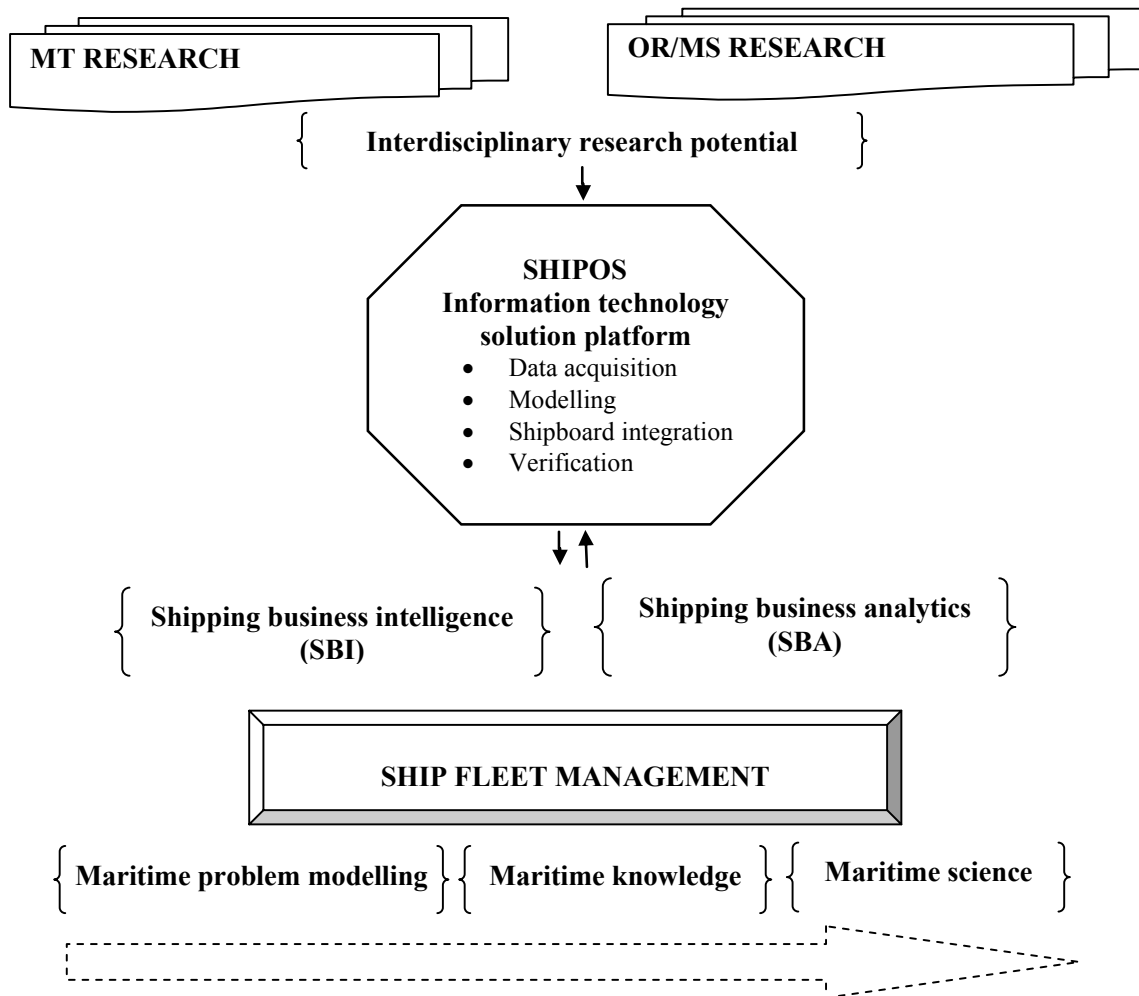 MT RESEARCH
OR/MS RESEARCH
Interdisciplinary research potential
SHIPOS
Information technology
solution platform
• Data acquisition
• Modelling
• Shipboard integration
• Verification
Shipping business intelligence
(SBI)
Shipping business analytics
(SBA)
SHIP FLEET MANAGEMENT
Maritime problem modelling
Maritime knowledge
Maritime science